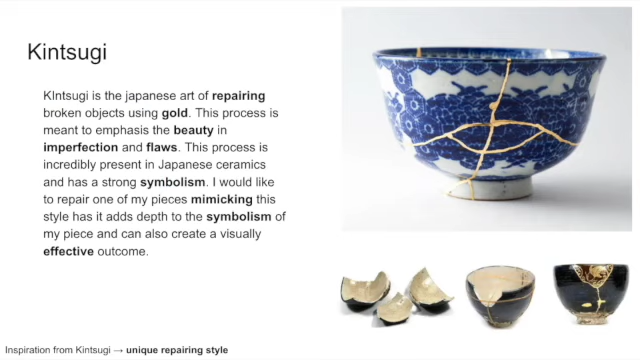 Kintsugi
KIntsugi is the japanese art of repairing
broken objects using gold. This process is
meant to emphasis the beauty in
imperfection and flaws. This process is
incredibly present in Japanese ceramics
and has a strong symbolism. I would like
to repair one of my pieces mimicking this
style has it adds depth to the symbolism of
my piece and can also create a visually
effective outcome.
Inspiration from Kintsugi → unique repairing style